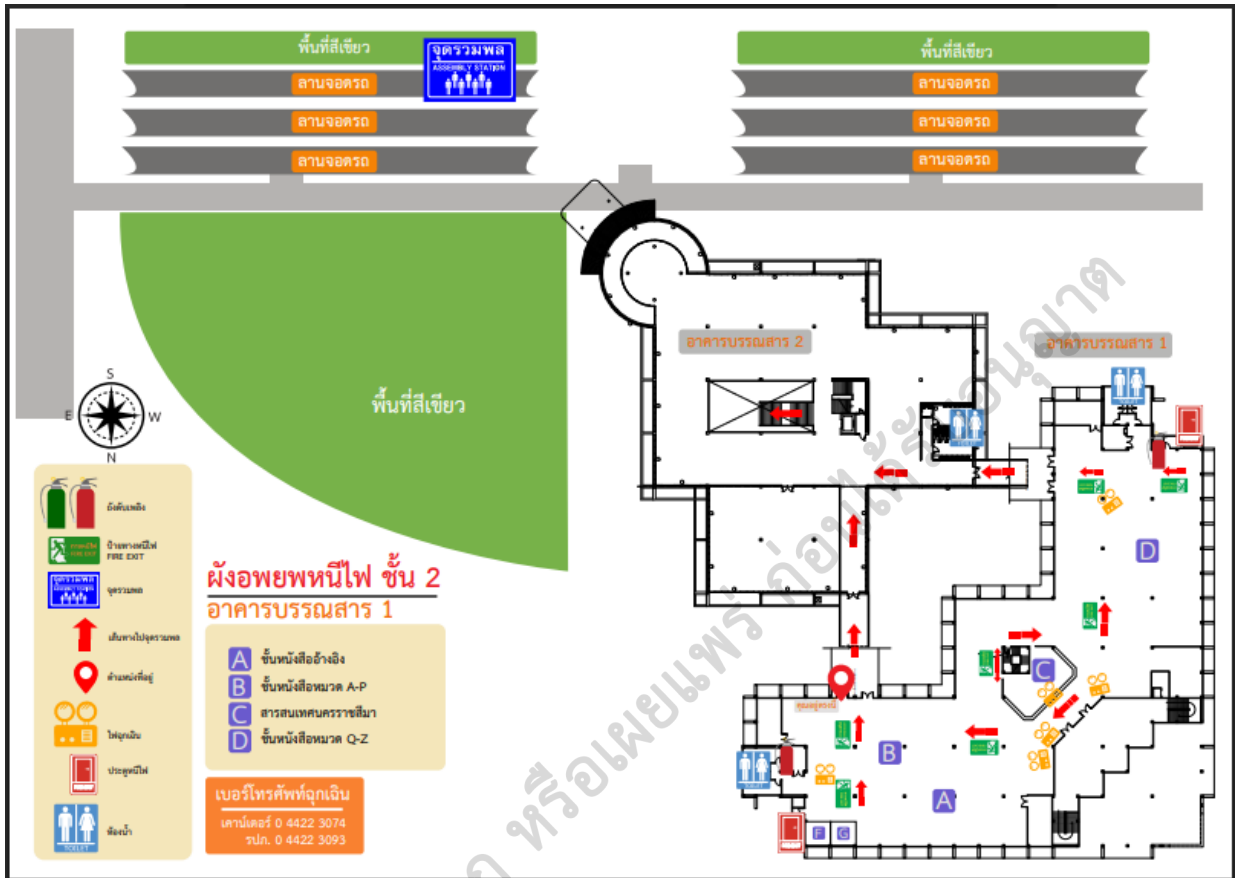 พื้นที่สีเขียว
จุดรวมพล
ASSEMBLY STATION
พื้นที่สีเขียว
ลานจอดรถ
ลานจอดรถ
ลานจอดรถ
ลานจอดรถ
ลานจอดรถ
ลานจอดรถ
อาคารบรรณสาร 2
อาคารบรรณสาร 1
พื้นที่สีเขียว
S
E
W
N
ถังดับเพลิง
ป้ายทางหนีไฟ
FIRE EXIT
จุดรวมพล
จุดรวมพล
เส้นทางไปจุดรวมพล
ตำแหน่งที่อยู่
ไฟฉุกเฉิน
ประตูหนีไฟ
ห้องน้ำ
TOILET
ผังอพยพหนีไฟ ชั้น 2
อาคารบรรณสาร 1
A ชั้นหนังสืออ้างอิง
B ชั้นหนังสือหมวด A-P
C สารสนเทศนครราชสีมา
D ชั้นหนังสือหมวด Q-Z
เบอร์โทรศัพท์ฉุกเฉิน
เคาน์เตอร์ 0 4422 3074
รปภ. 0 4422 3093
D
C
คุณอยู่ตรงนี้
B
A
F
G
หรือเผยแพร่ ก่อนได้รับอนุญาต